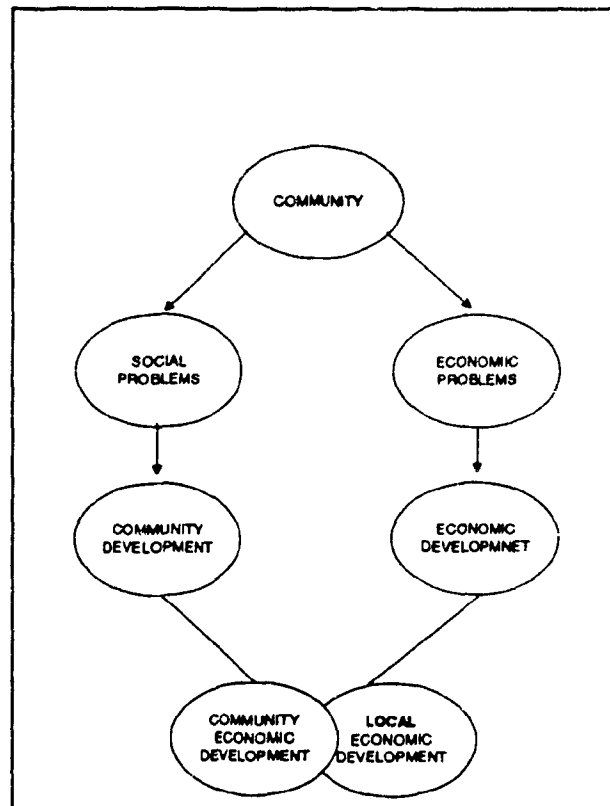 COMMUNITY
SOCIAL
PROBLEMS
ECONOMIC
PROBLEMS
COMMUNITY
DEVELOPMENT
ECONOMIC
DEVELOPMNET
COMMUNITY
ECONOMIC
DEVELOPMENT
LOCAL
ECONOMIC
DEVELOPMENT